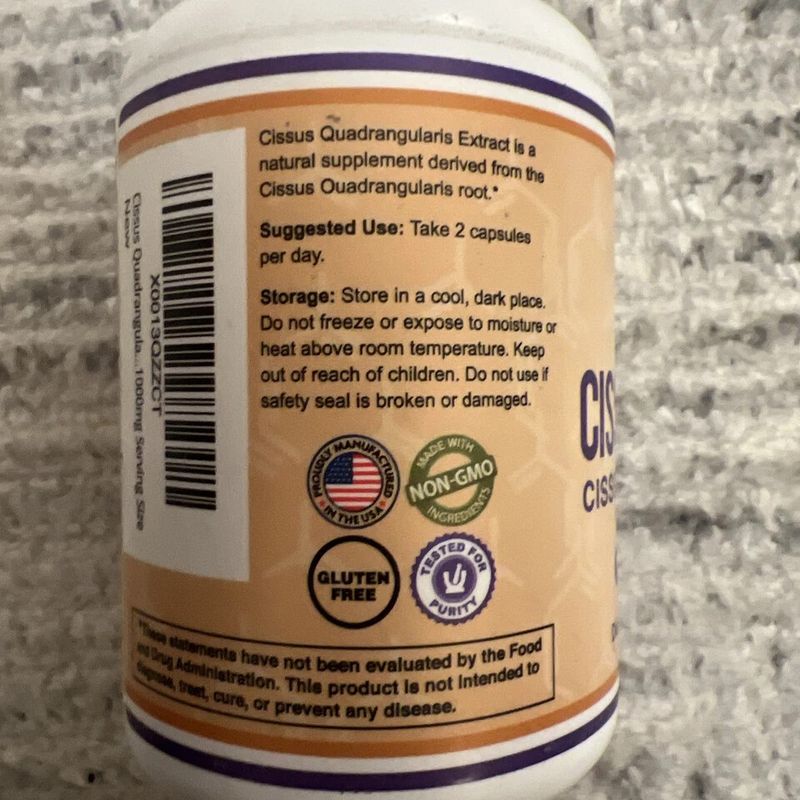 Cissus Quadrangularis Extract is a
natural supplement derived from the
Cissus Ouadrangularis root.*
Suggested Use: Take 2 capsules
per day.
Storage: Store in a cool, dark place.
Do not freeze or expose to moisture or
heat above room temperature. Keep
out of reach of children. Do not use if
safety seal is broken or damaged.
PROUDLY MANUFACTURED
IN THE USA
MADE WITH
NON-GMO
INGREDIENTS
GLUTEN
FREE
TESTED FOR
PURITY
*These statements have not been evaluated by the Food
and Drug Administration. This product is not intended to
diagnose, treat, cure, or prevent any disease.
X0013QZZCT
Cissus Quadrangula...1000mg Serving Size
New
CIS
CISS